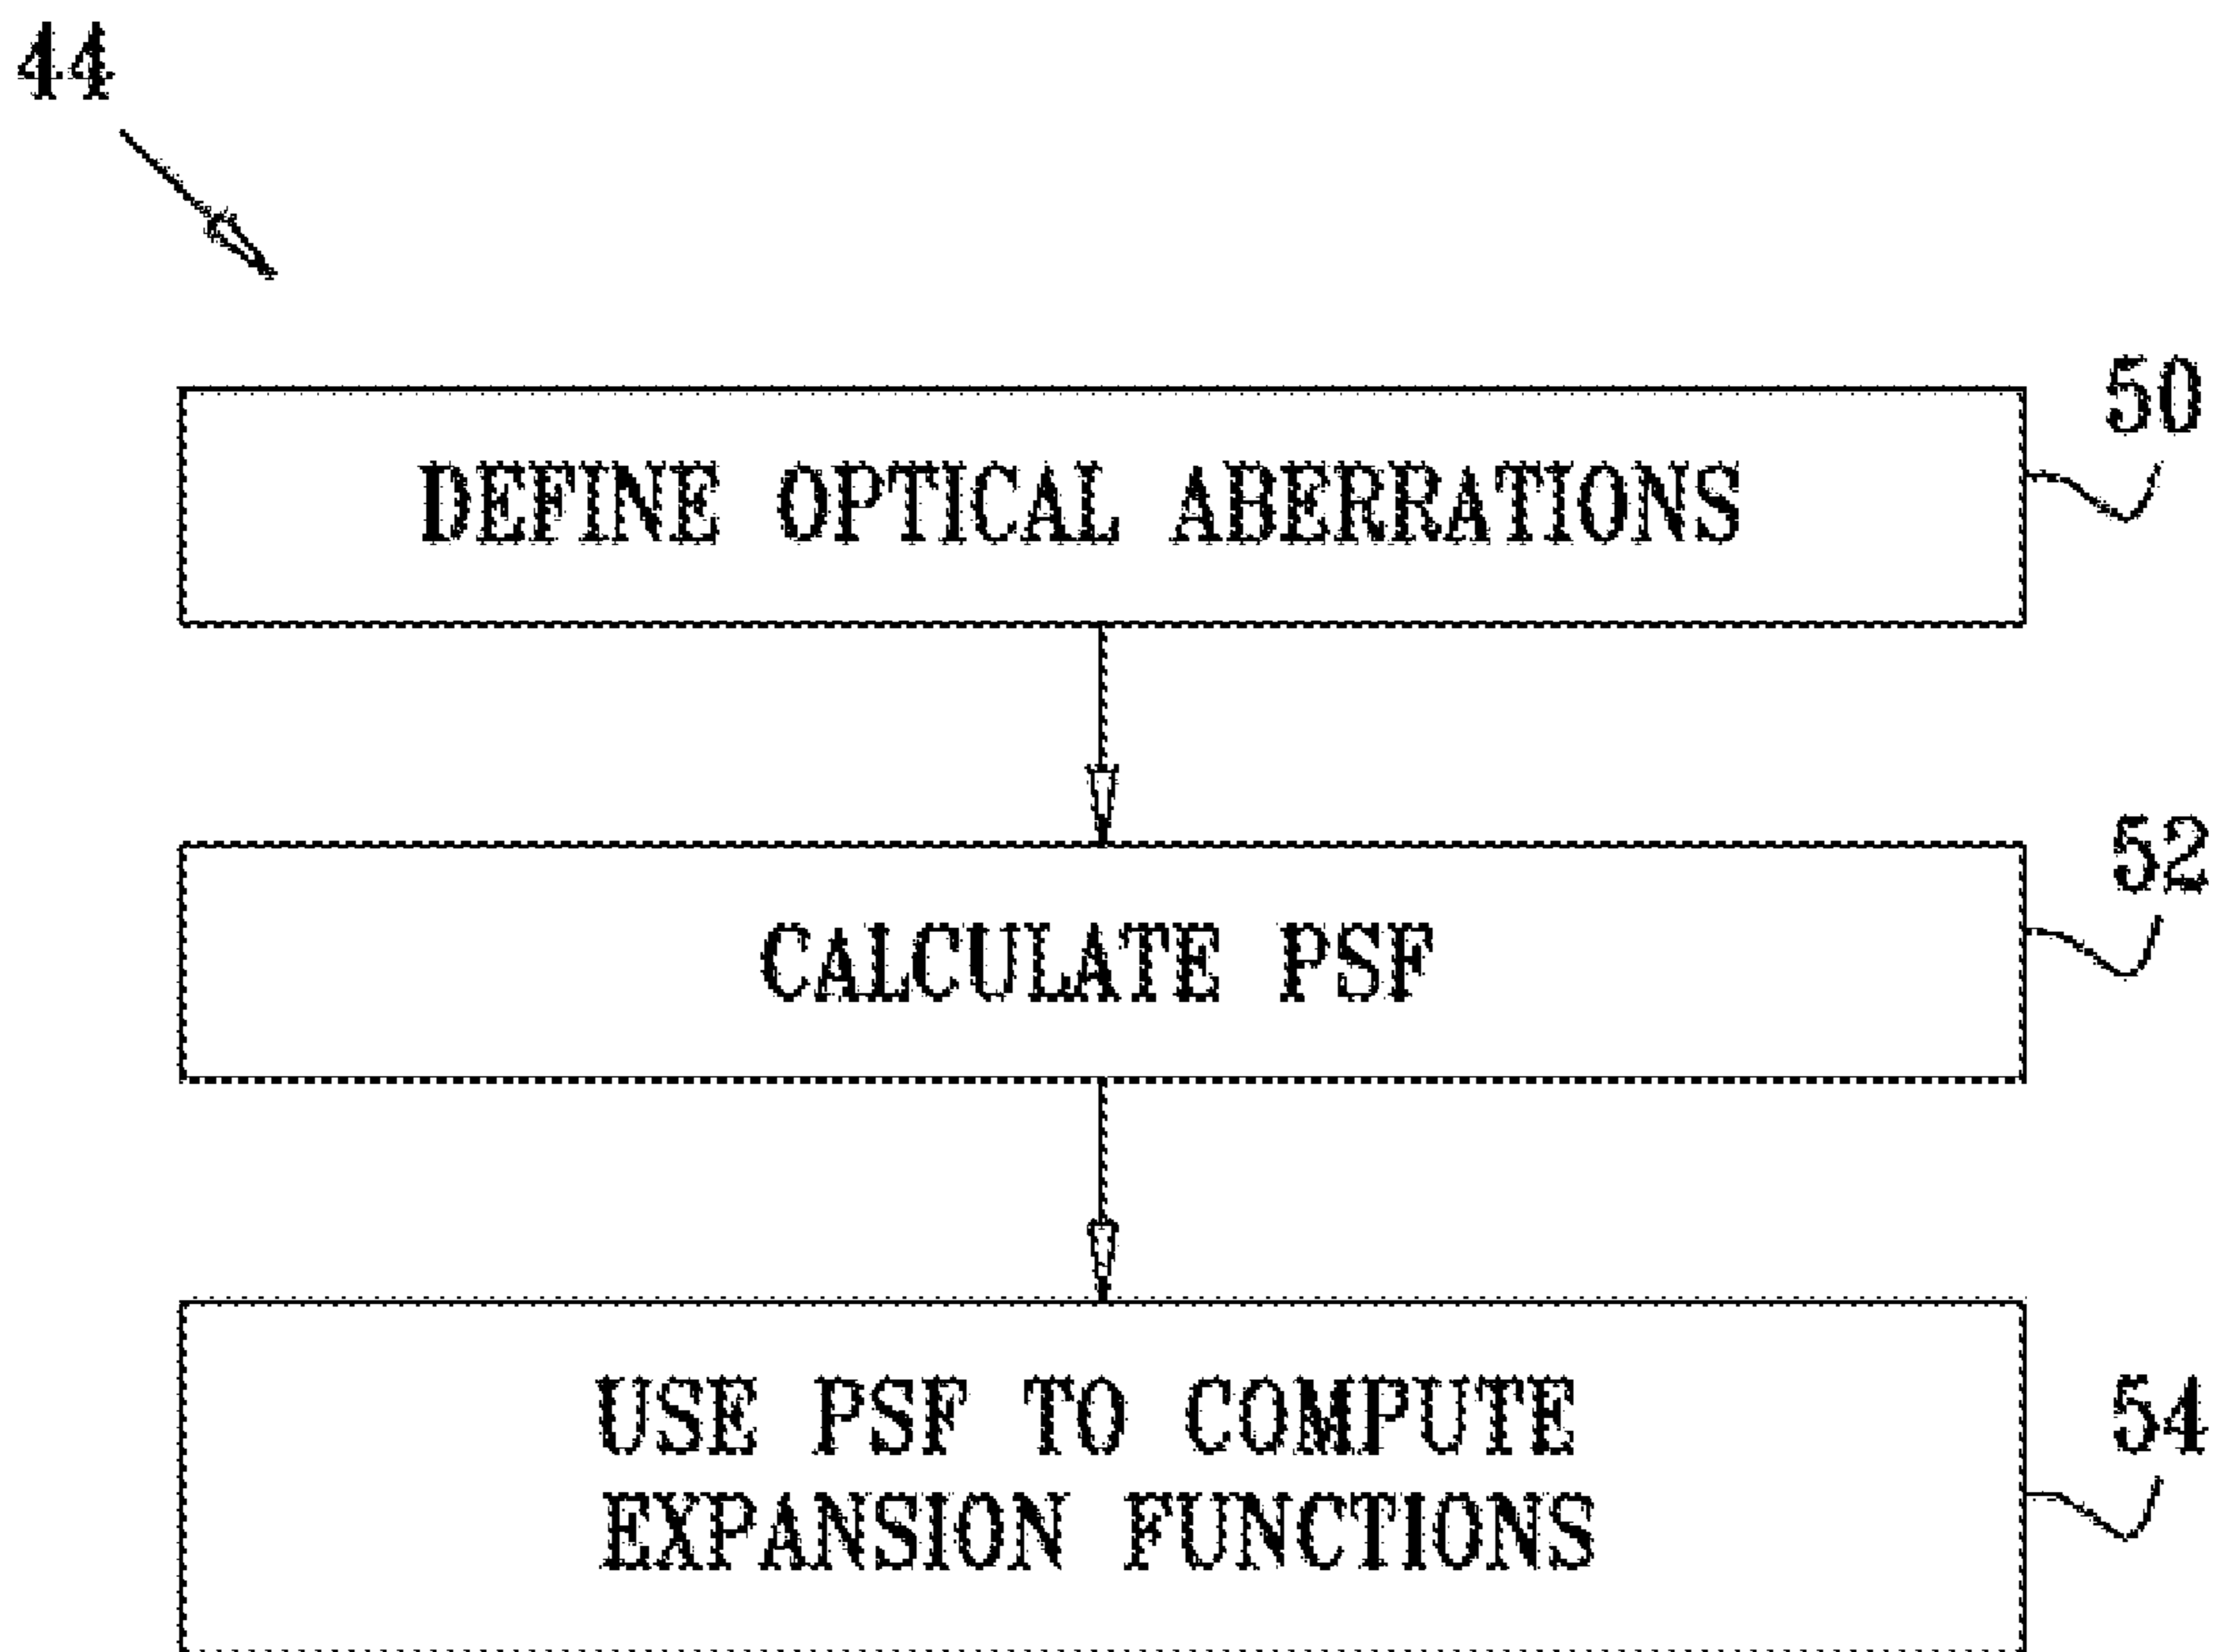 44
50
DEFINE OPTICAL ABERRATIONS
52
CALCULATE PSF
54
USE PSF TO COMPUTE
EXPANSION FUNCTIONS